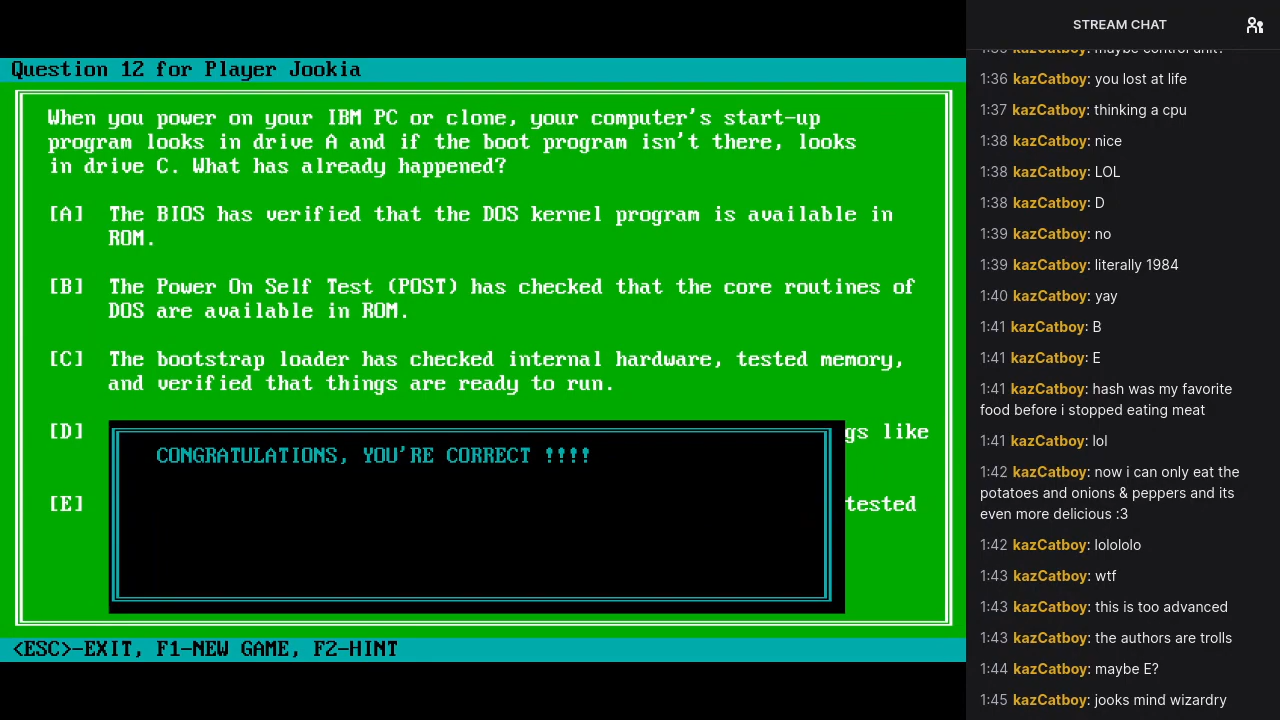 Question 12 for Player Jookia
When you power on your IBM PC or clone, your computer's start-up
program looks in drive A and if the boot program isn't there, looks
in drive C. What has already happened?
[A] The BIOS has verified that the DOS kernel program is available in
ROM.
[B] The Power On Self Test (POST) has checked that the core routines of
DOS are available in ROM.
[C] The bootstrap loader has checked internal hardware, tested memory,
and verified that things are ready to run.
[D] gs like
[E] tested
CONGRATULATIONS, YOU'RE CORRECT !!!!
<ESC>-EXIT, F1-NEW GAME, F2-HINT
STREAM CHAT
kazCatboy: maybe control unit?
1:36 kazCatboy: you lost at life
1:37 kazCatboy: thinking a cpu
1:38 kazCatboy: nice
1:38 kazCatboy: LOL
1:38 kazCatboy: D
1:39 kazCatboy: no
1:39 kazCatboy: literally 1984
1:40 kazCatboy: yay
1:41 kazCatboy: B
1:41 kazCatboy: E
1:41 kazCatboy: hash was my favorite
food before i stopped eating meat
1:41 kazCatboy: lol
1:42 kazCatboy: now i can only eat the
potatoes and onions & peppers and its
even more delicious :3
1:42 kazCatboy: lolololo
1:43 kazCatboy: wtf
1:43 kazCatboy: this is too advanced
1:43 kazCatboy: the authors are trolls
1:44 kazCatboy: maybe E?
1:45 kazCatboy: jooks mind wizardry